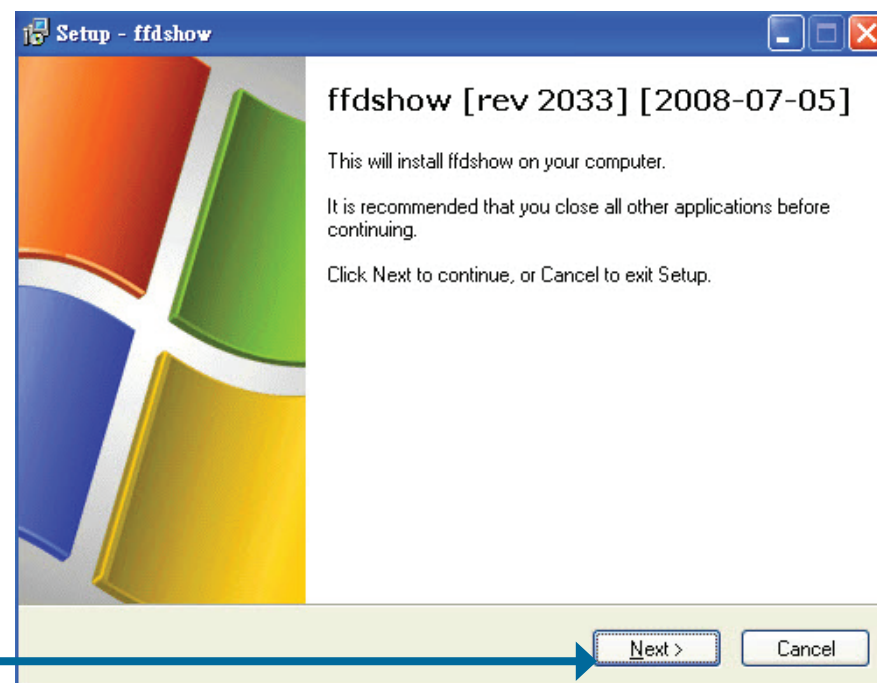 Setup - ffdshow
ffdshow [rev 2033] [2008-07-05]
This will install ffdshow on your computer.
It is recommended that you close all other applications before
continuing.
Click Next to continue, or Cancel to exit Setup.
Next >
Cancel